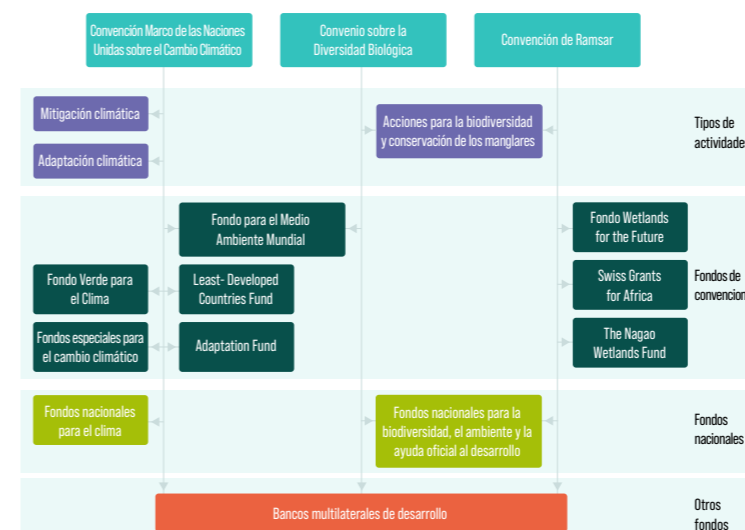 Convención Marco de las Naciones
Unidas sobre el Cambio Climático
Convenio sobre la
Diversidad Biológica
Convención de Ramsar
Mitigación climática
Adaptación climática
Acciones para la biodiversidad
y conservación de los manglares
Tipos de
actividade
Fondo para el Medio
Ambiente Mundial
Fondo Wetlands
for the Future
Fondo Verde para
el Clima
Least- Developed
Countries Fund
Swiss Grants
for Africa
Fondos de
convencion
Fondos especiales para
el cambio climático
Adaptation Fund
The Nagao
Wetlands Fund
Fondos nacionales
para el clima
Fondos nacionales para la
biodiversidad, el ambiente y la
ayuda oficial al desarrollo
Fondos
nacionales
Bancos multilaterales de desarrollo
Otros
fondos